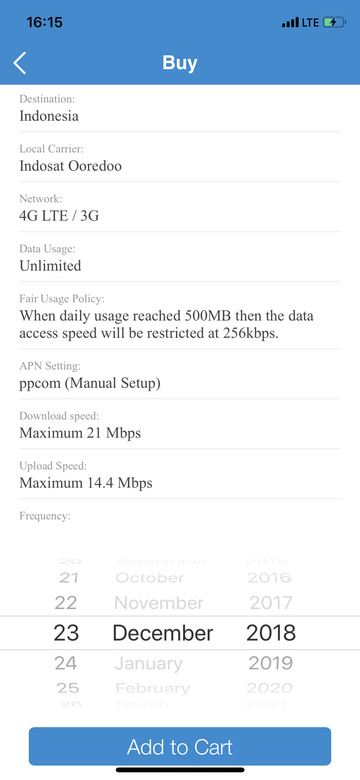 16:15 LTE
Buy
Destination:
Indonesia
Local Carrier:
Indosat Ooredoo
Network:
4G LTE / 3G
Data Usage:
Unlimited
Fair Usage Policy:
When daily usage reached 500MB then the data
access speed will be restricted at 256kbps.
APN Setting:
ppcom (Manual Setup)
Download speed:
Maximum 21 Mbps
Upload Speed:
Maximum 14.4 Mbps
Frequency:
20 September 2015
21 October 2016
22 November 2017
23 December 2018
24 January 2019
25 February 2020
26 March 2021
Add to Cart